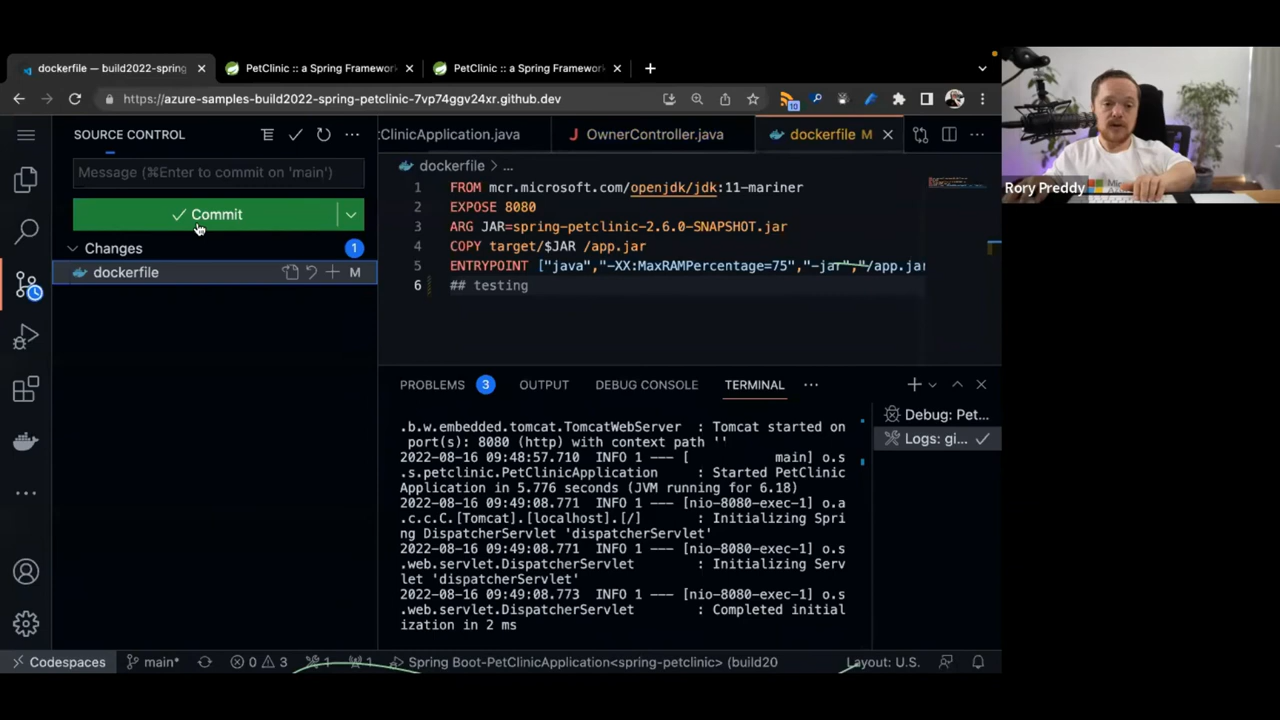 dockerfile — build2022-spring
PetClinic :: a Spring Framework
PetClinic :: a Spring Framework
https://azure-samples-build2022-spring-petclinic-7vp74ggv24xr.github.dev
10
SOURCE CONTROL
Message (⌘Enter to commit on 'main')
Commit
Changes
1
dockerfile
M
ClinicApplication.java
OwnerController.java
dockerfile M
dockerfile > ...
1 FROM mcr.microsoft.com/openjdk/jdk:11-mariner
2 EXPOSE 8080
3 ARG JAR=spring-petclinic-2.6.0-SNAPSHOT.jar
4 COPY target/$JAR /app.jar
5 ENTRYPOINT ["java","-XX:MaxRAMPercentage=75","-jar","/app.jar
6 ## testing
PROBLEMS 3 OUTPUT DEBUG CONSOLE TERMINAL
.b.w.embedded.tomcat.TomcatWebServer : Tomcat started on
port(s): 8080 (http) with context path ''
2022-08-16 09:48:57.710 INFO 1 --- [ main] o.s
.s.petclinic.PetClinicApplication : Started PetClinic
Application in 5.776 seconds (JVM running for 6.18)
2022-08-16 09:49:08.771 INFO 1 --- [nio-8080-exec-1] o.a
.c.c.C.[Tomcat].[localhost].[/] : Initializing Spri
ng DispatcherServlet 'dispatcherServlet'
2022-08-16 09:49:08.771 INFO 1 --- [nio-8080-exec-1] o.s
.web.servlet.DispatcherServlet : Initializing Serv
let 'dispatcherServlet'
2022-08-16 09:49:08.773 INFO 1 --- [nio-8080-exec-1] o.s
.web.servlet.DispatcherServlet : Completed initial
ization in 2 ms
Debug: Pet...
Logs: gi...
Codespaces
main*
0 3
1
1
Spring Boot-PetClinicApplication<spring-petclinic> (build20
Layout: U.S.
Rory Preddy